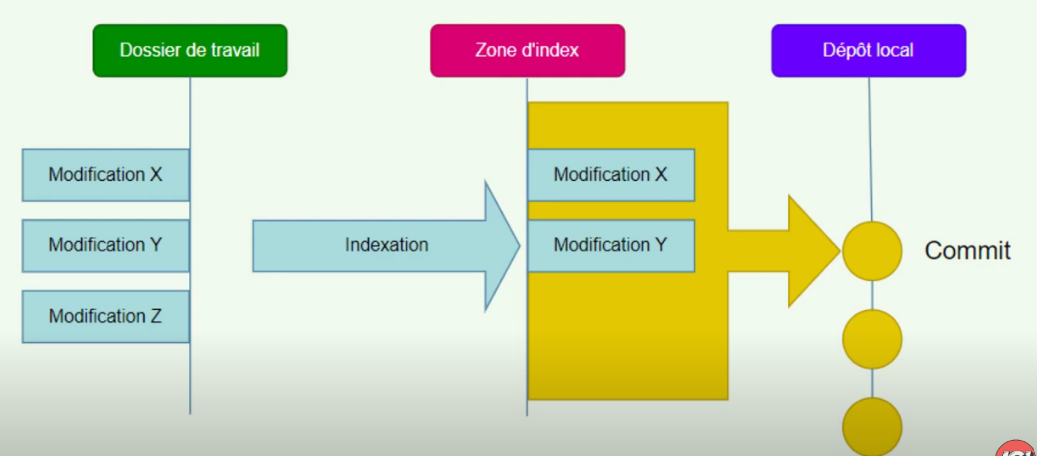 Dossier de travail
Zone d'index
Dépôt local
Modification X
Modification X
Modification Y
Indexation
Modification Y
Commit
Modification Z